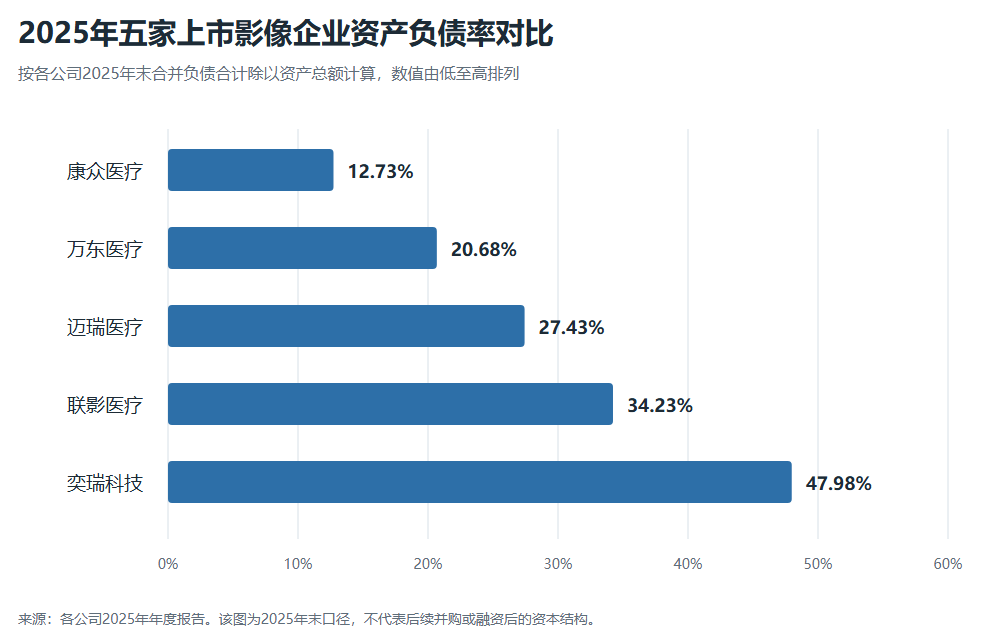 2025年五家上市影像企业资产负债率对比
按各公司2025年末合并负债合计除以资产总额计算，数值由低至高排列
康众医疗 12.73%
万东医疗 20.68%
迈瑞医疗 27.43%
联影医疗 34.23%
奕瑞科技 47.98%
0% 10% 20% 30% 40% 50% 60%
来源：各公司2025年年度报告。该图为2025年末口径，不代表后续并购或融资后的资本结构。